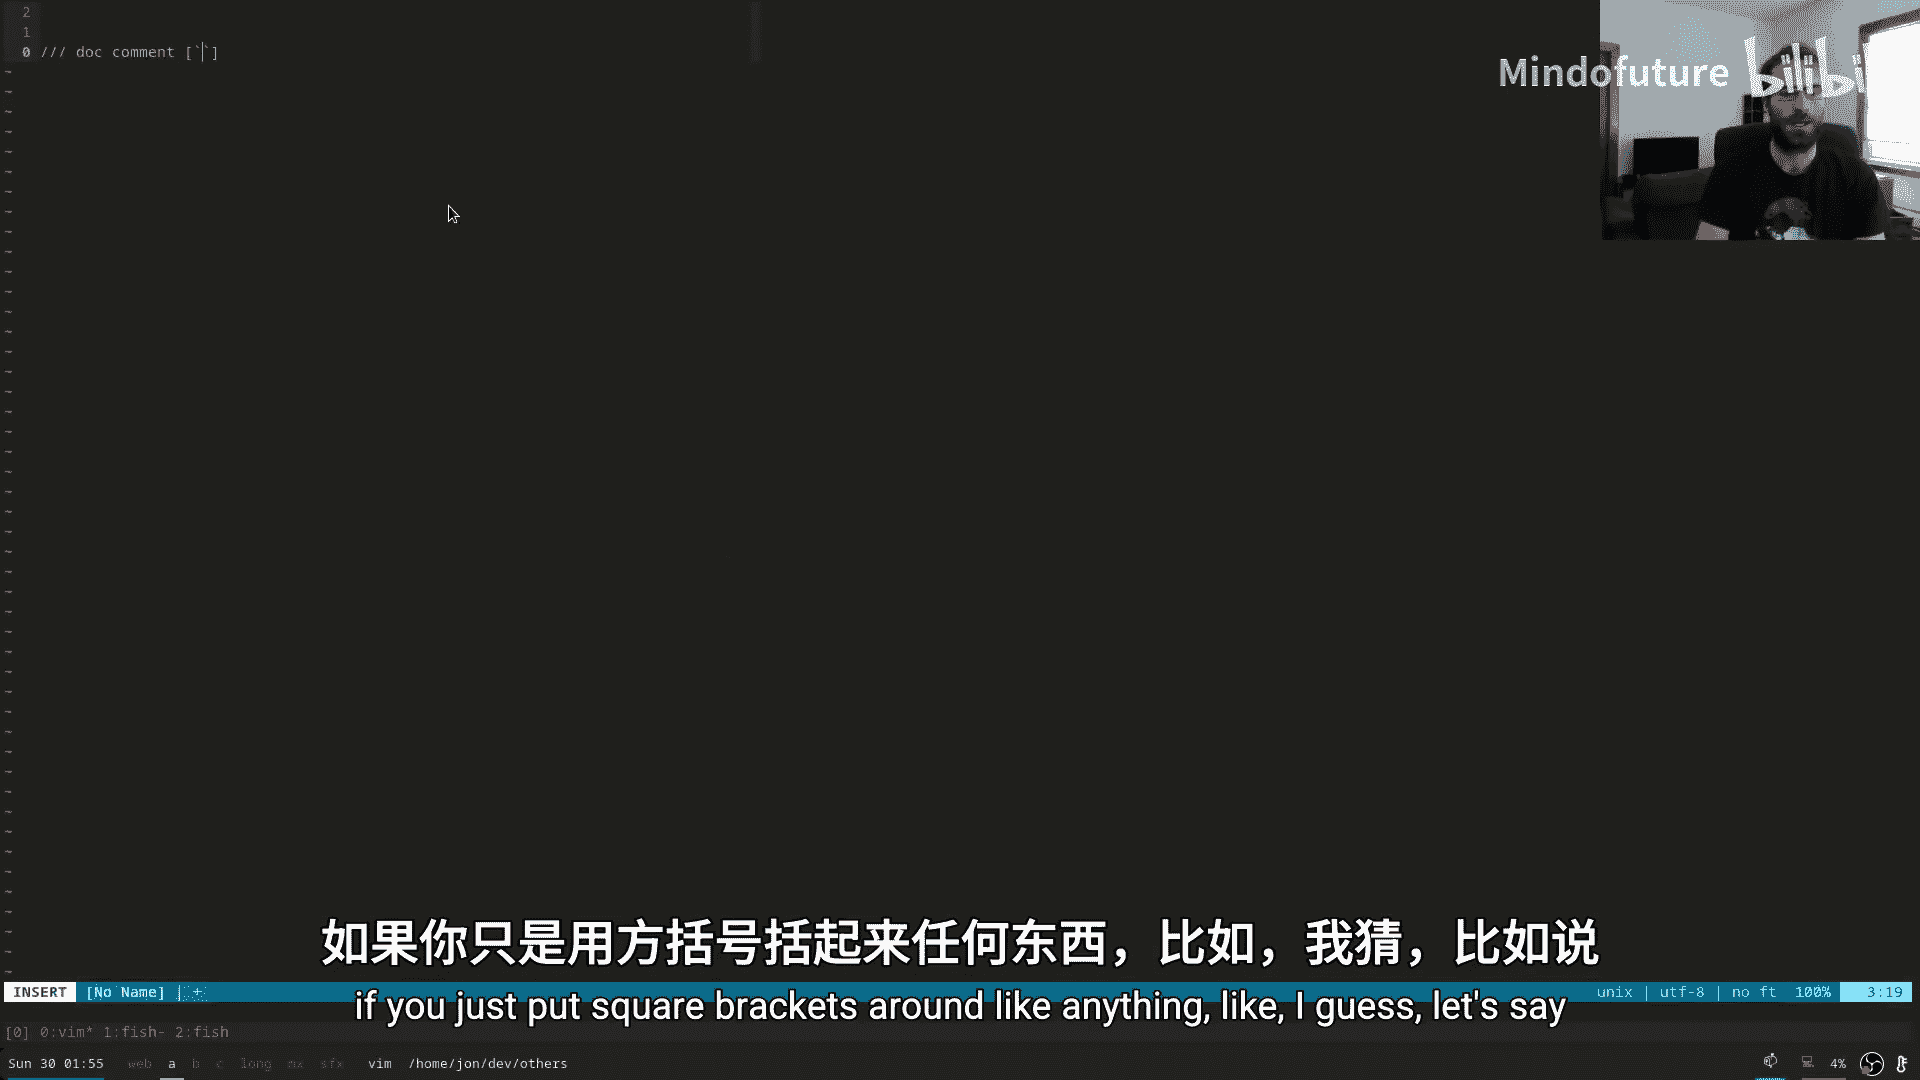 2
1
0 /// doc comment [``]
Mindofuture bilibili
如果你只是用方括号括起来任何东西，比如，我猜，比如说
INSERT [No Name] | + unix | utf-8 | no ft 100% 3:19
if you just put square brackets around like anything, like, I guess, let's say
[0] 0:vim* 1:fish- 2:fish
Sun 30 01:55 web a b c long mx sfx vim /home/jon/dev/others 4%